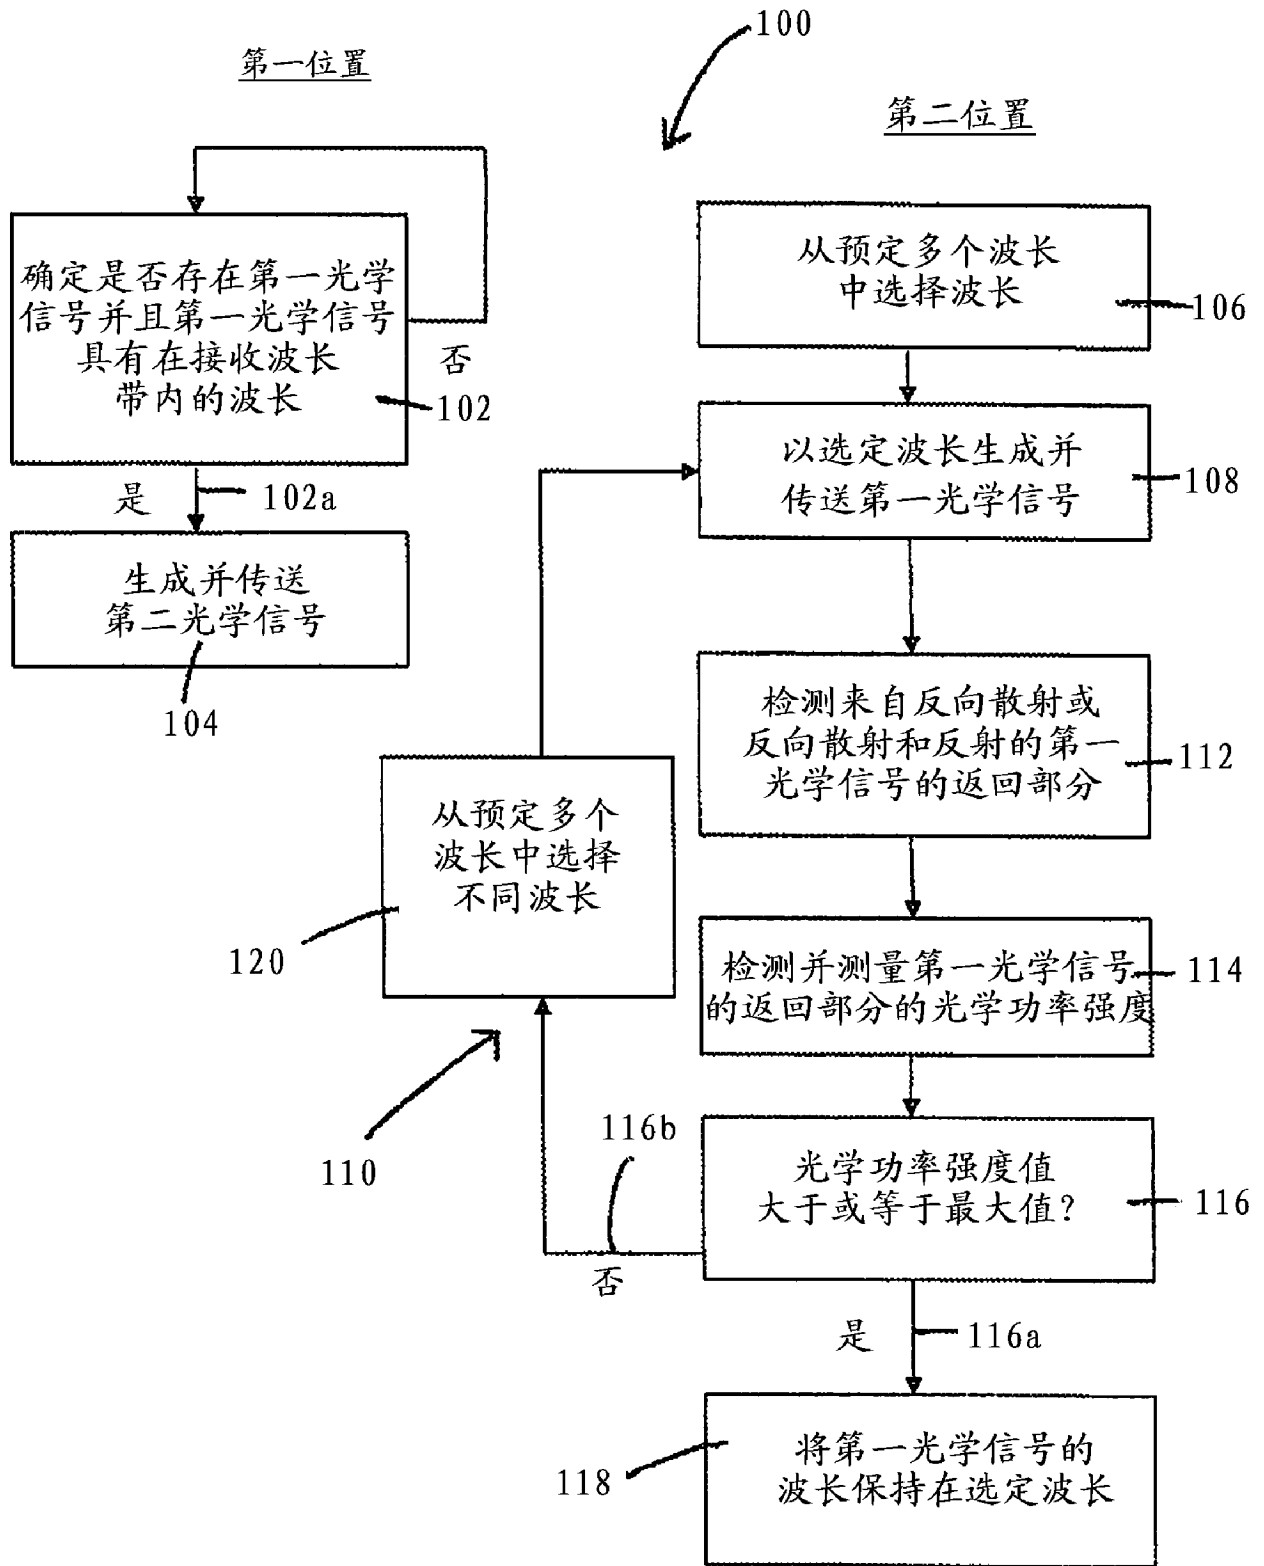 100
第一位置
第二位置
确定是否存在第一光学
信号并且第一光学信号
具有在接收波长
带内的波长
否
102
是
102a
生成并传送
第二光学信号
104
从预定多个波长
中选择波长
106
以选定波长生成并
传送第一光学信号
108
检测来自反向散射或
反向散射和反射的第一
光学信号的返回部分
112
从预定多个
波长中选择
不同波长
120
检测并测量第一光学信号
的返回部分的光学功率强度
114
110
116b
光学功率强度值
大于或等于最大值?
116
否
是
116a
将第一光学信号的
波长保持在选定波长
118